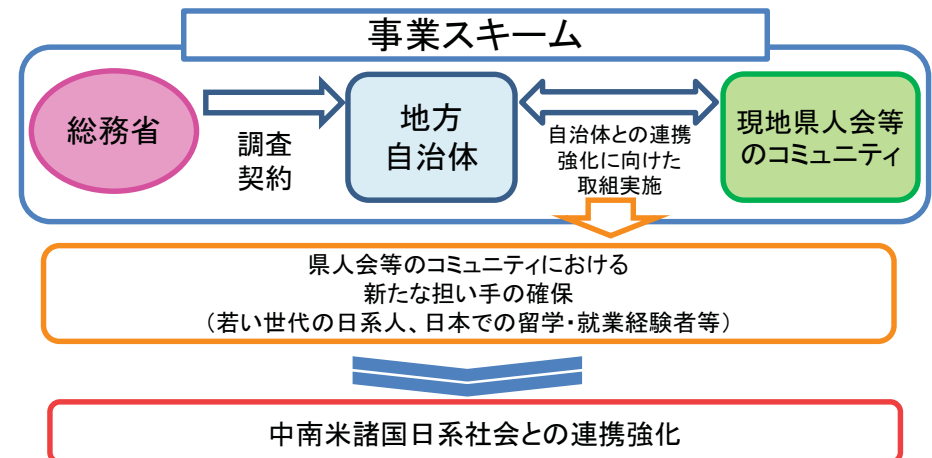 事業スキーム
総務省
調査
契約
地方
自治体
自治体との連携
強化に向けた
取組実施
現地県人会等
のコミュニティ
県人会等のコミュニティにおける
新たな担い手の確保
（若い世代の日系人、日本での留学・就業経験者等）
中南米諸国日系社会との連携強化